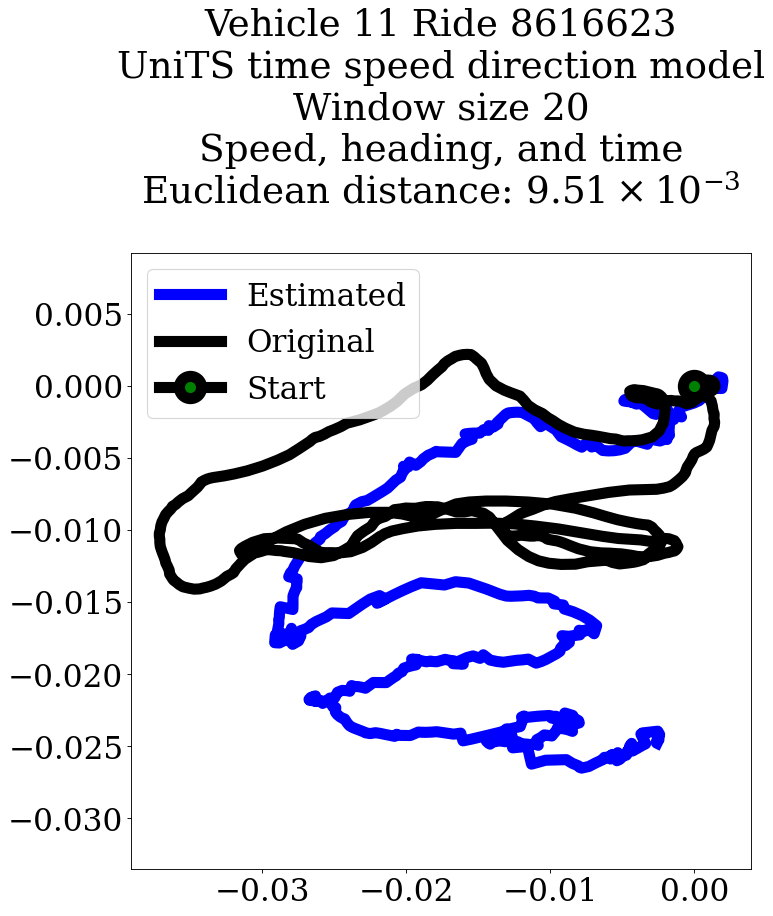 Vehicle 11 Ride 8616623
UniTS time speed direction model
Window size 20
Speed, heading, and time
Euclidean distance: 9.51 × 10⁻³
Estimated
Original
Start
0.005
0.000
−0.005
−0.010
−0.015
−0.020
−0.025
−0.030
−0.03 −0.02 −0.01 0.00